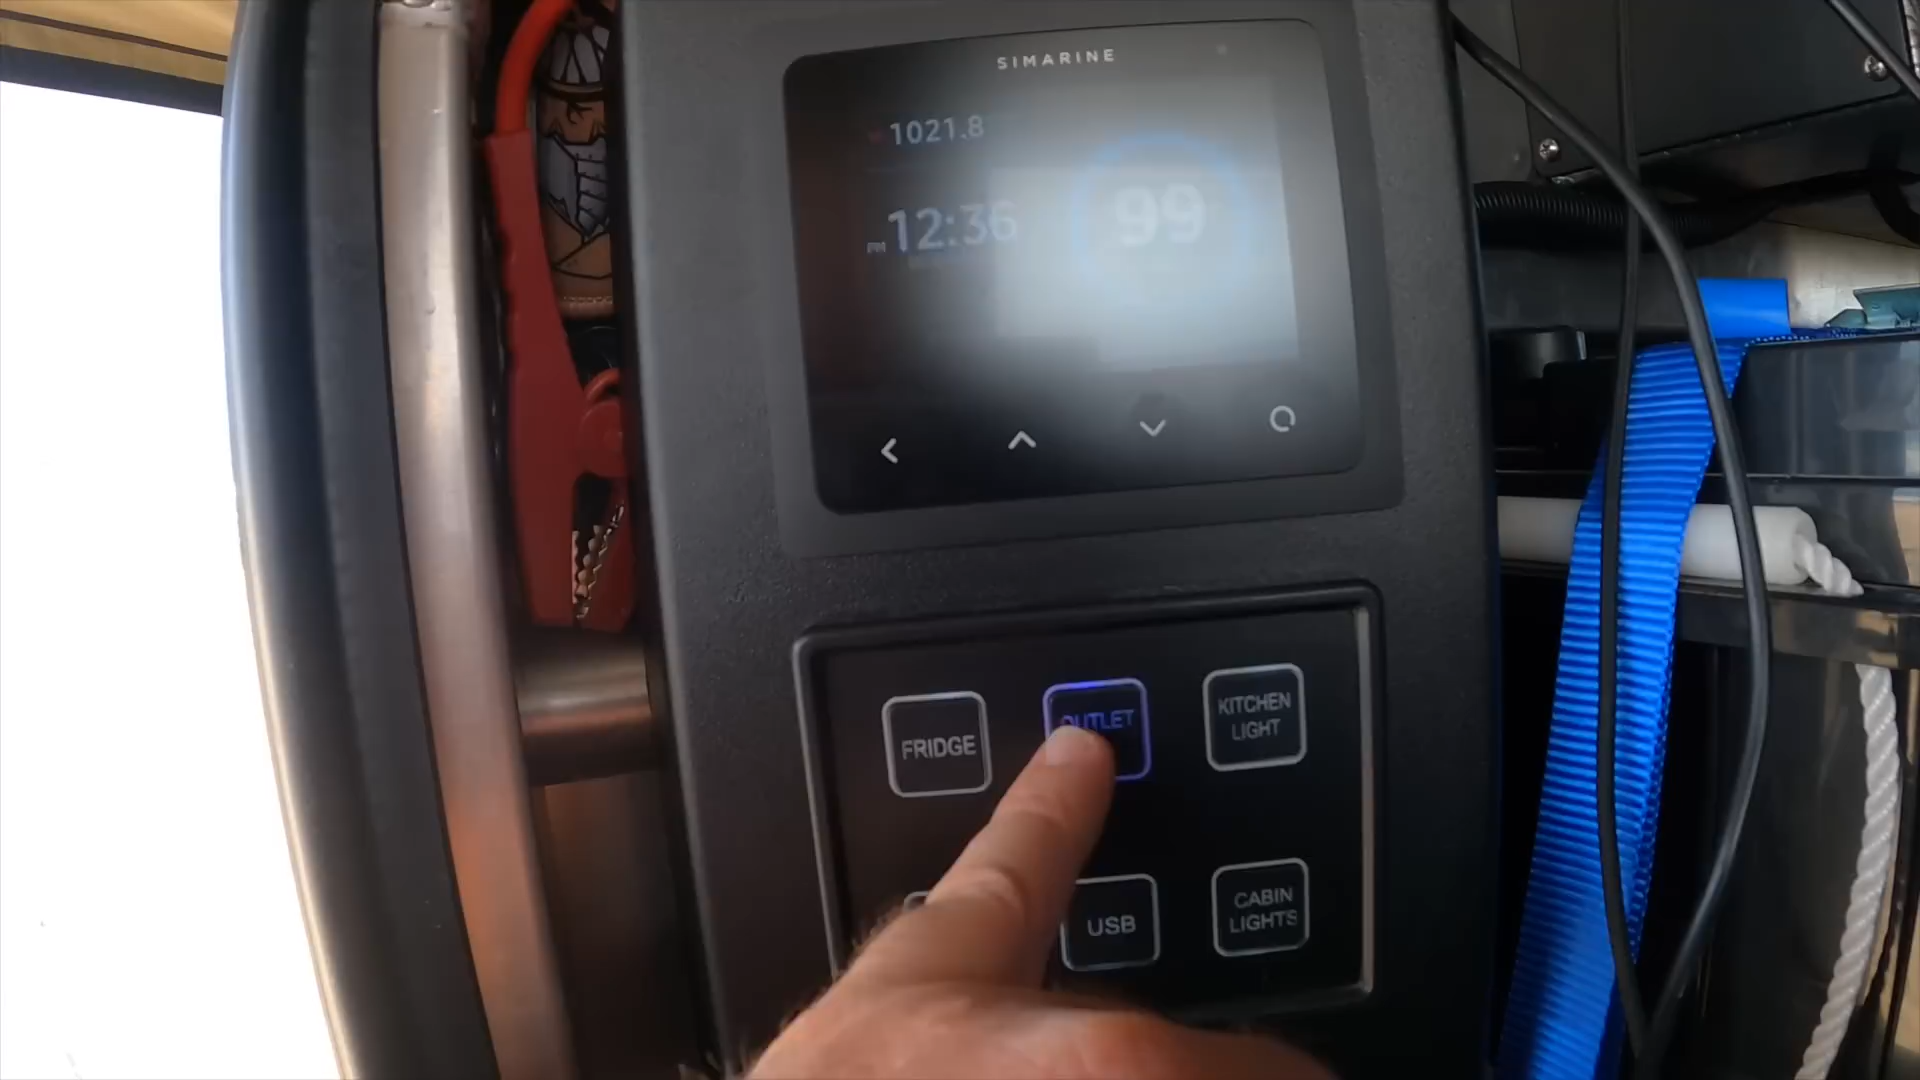 SIMARINE
1021.8
PM 12:36
99
FRIDGE
OUTLET
KITCHEN
LIGHT
USB
CABIN
LIGHTS